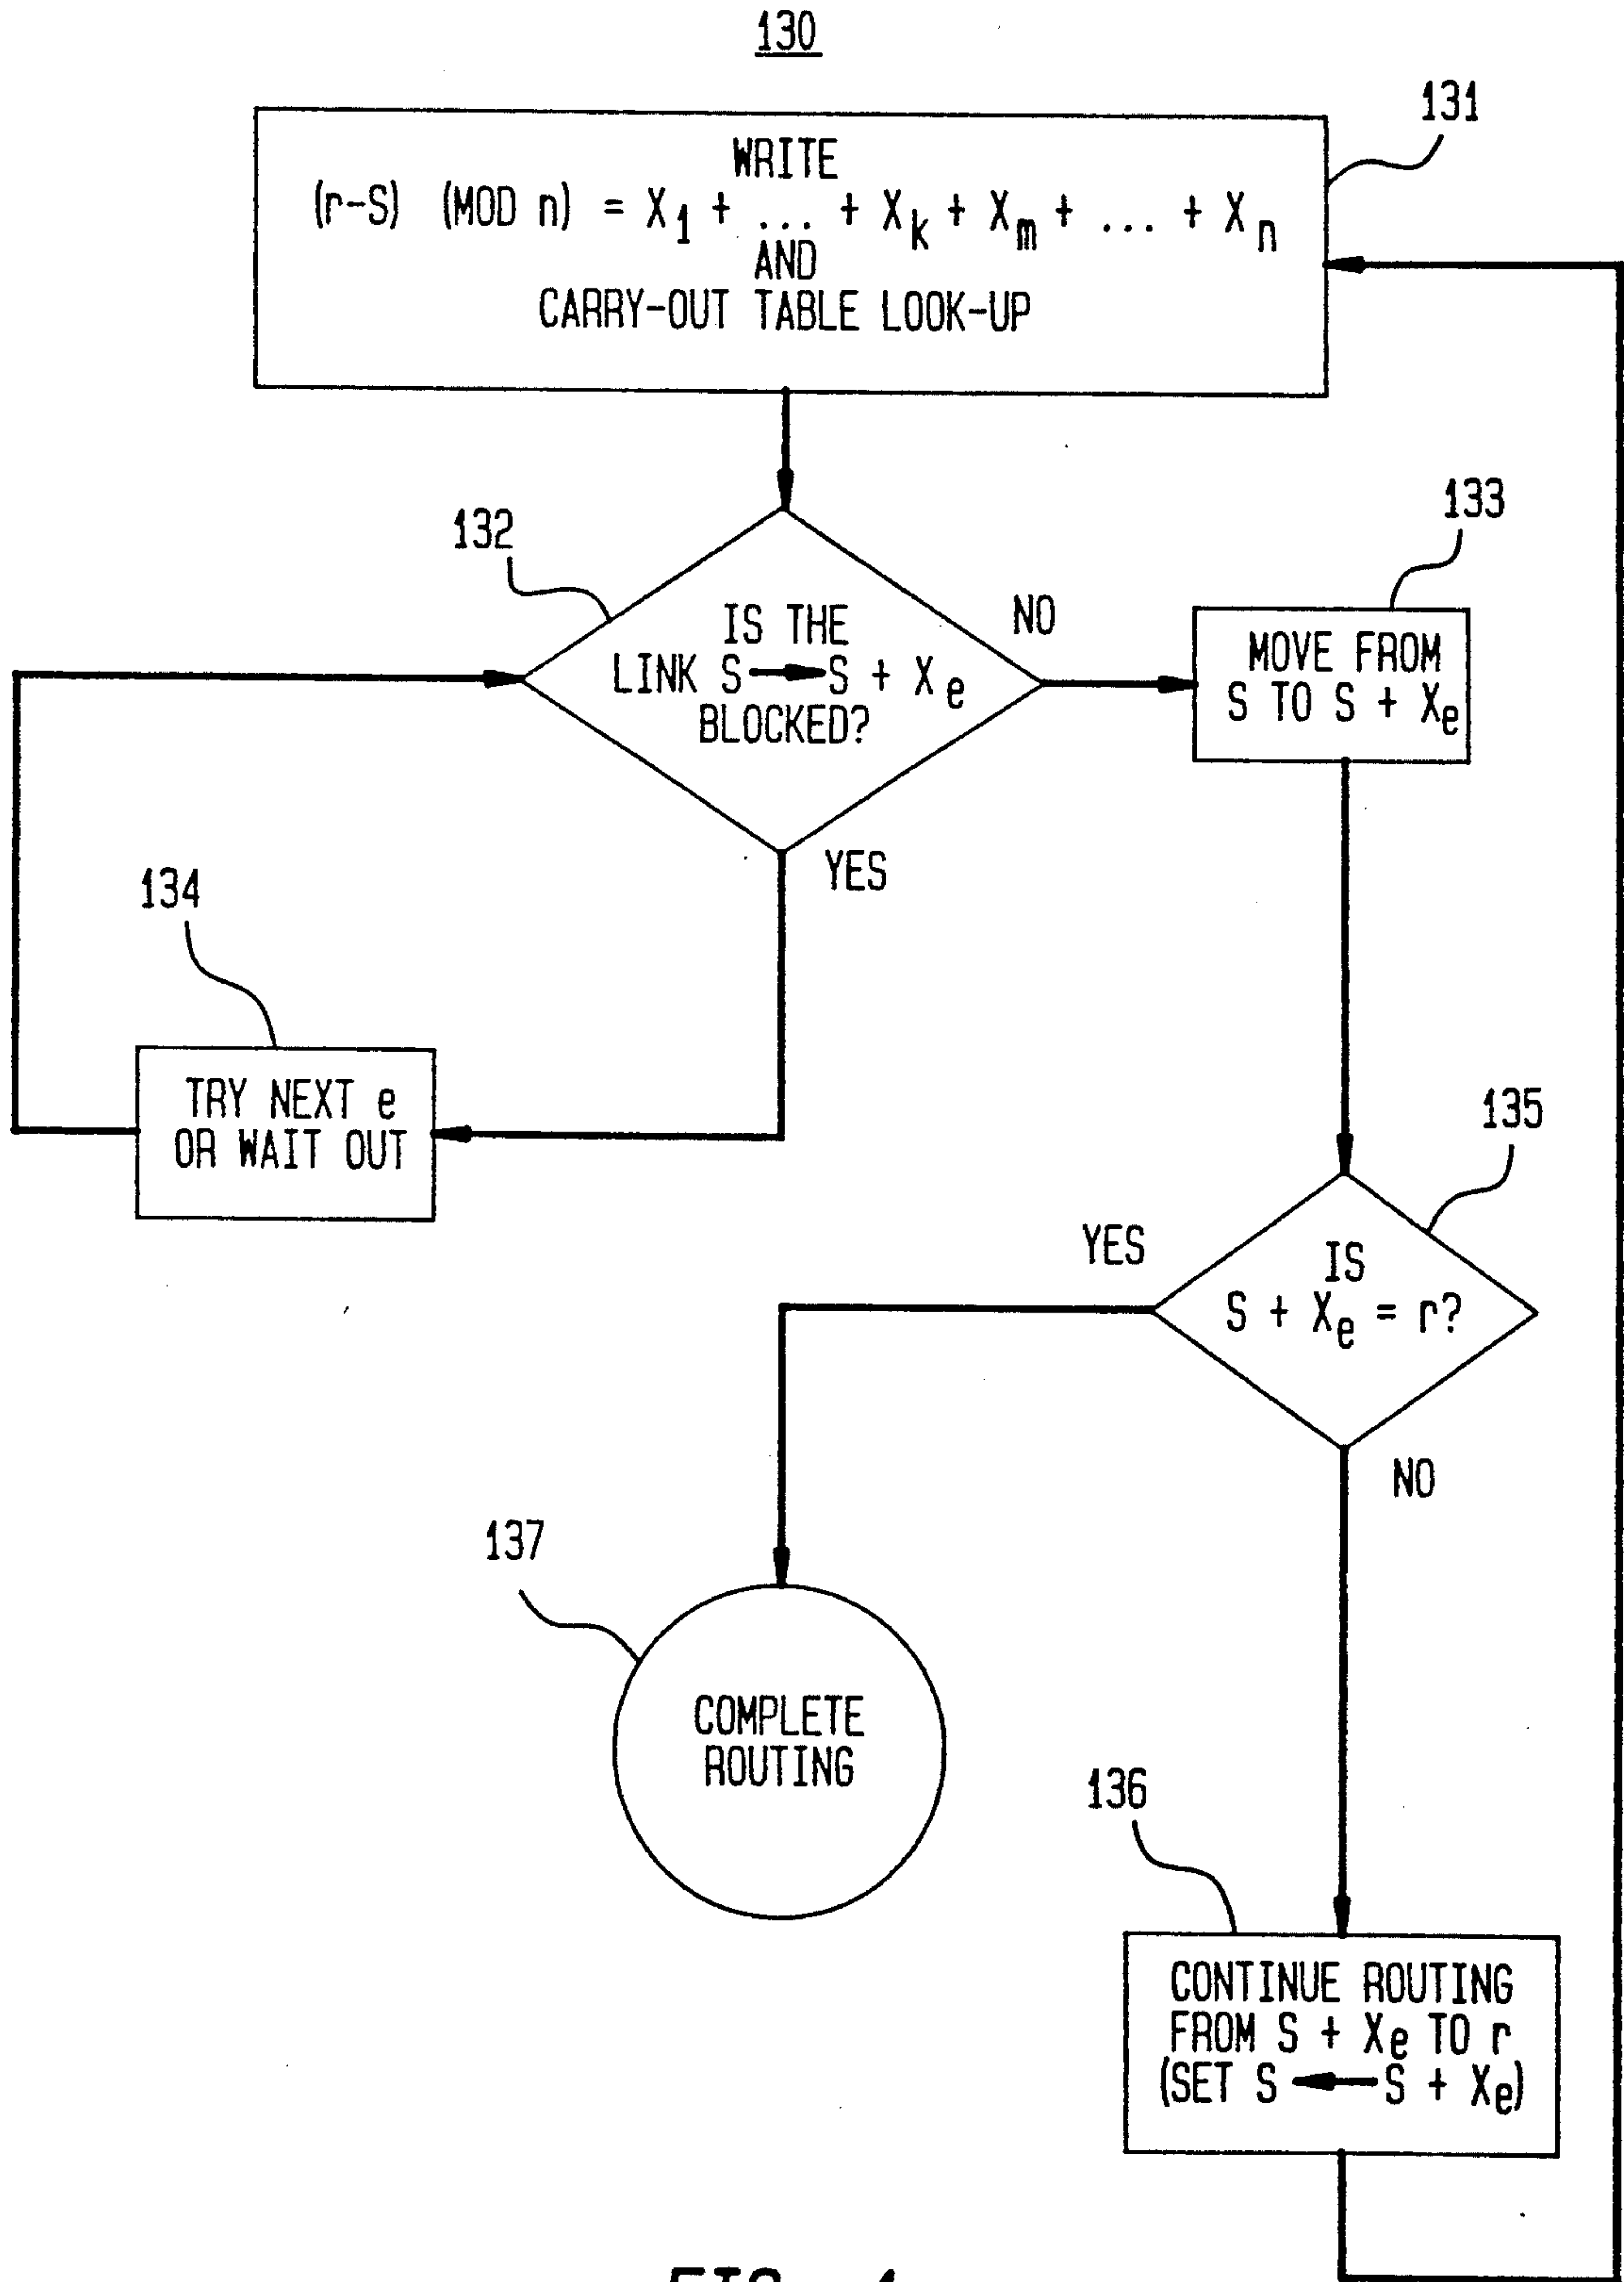 130
131
WRITE
(r-S) (MOD n) = X1 + ... + Xk + Xm + ... + Xn
AND
CARRY-OUT TABLE LOOK-UP
132
IS THE
LINK S → S + Xe
BLOCKED?
NO
YES
133
MOVE FROM
S TO S + Xe
134
TRY NEXT e
OR WAIT OUT
135
IS
S + Xe = r?
YES
NO
137
COMPLETE
ROUTING
136
CONTINUE ROUTING
FROM S + Xe TO r
(SET S ← S + Xe)